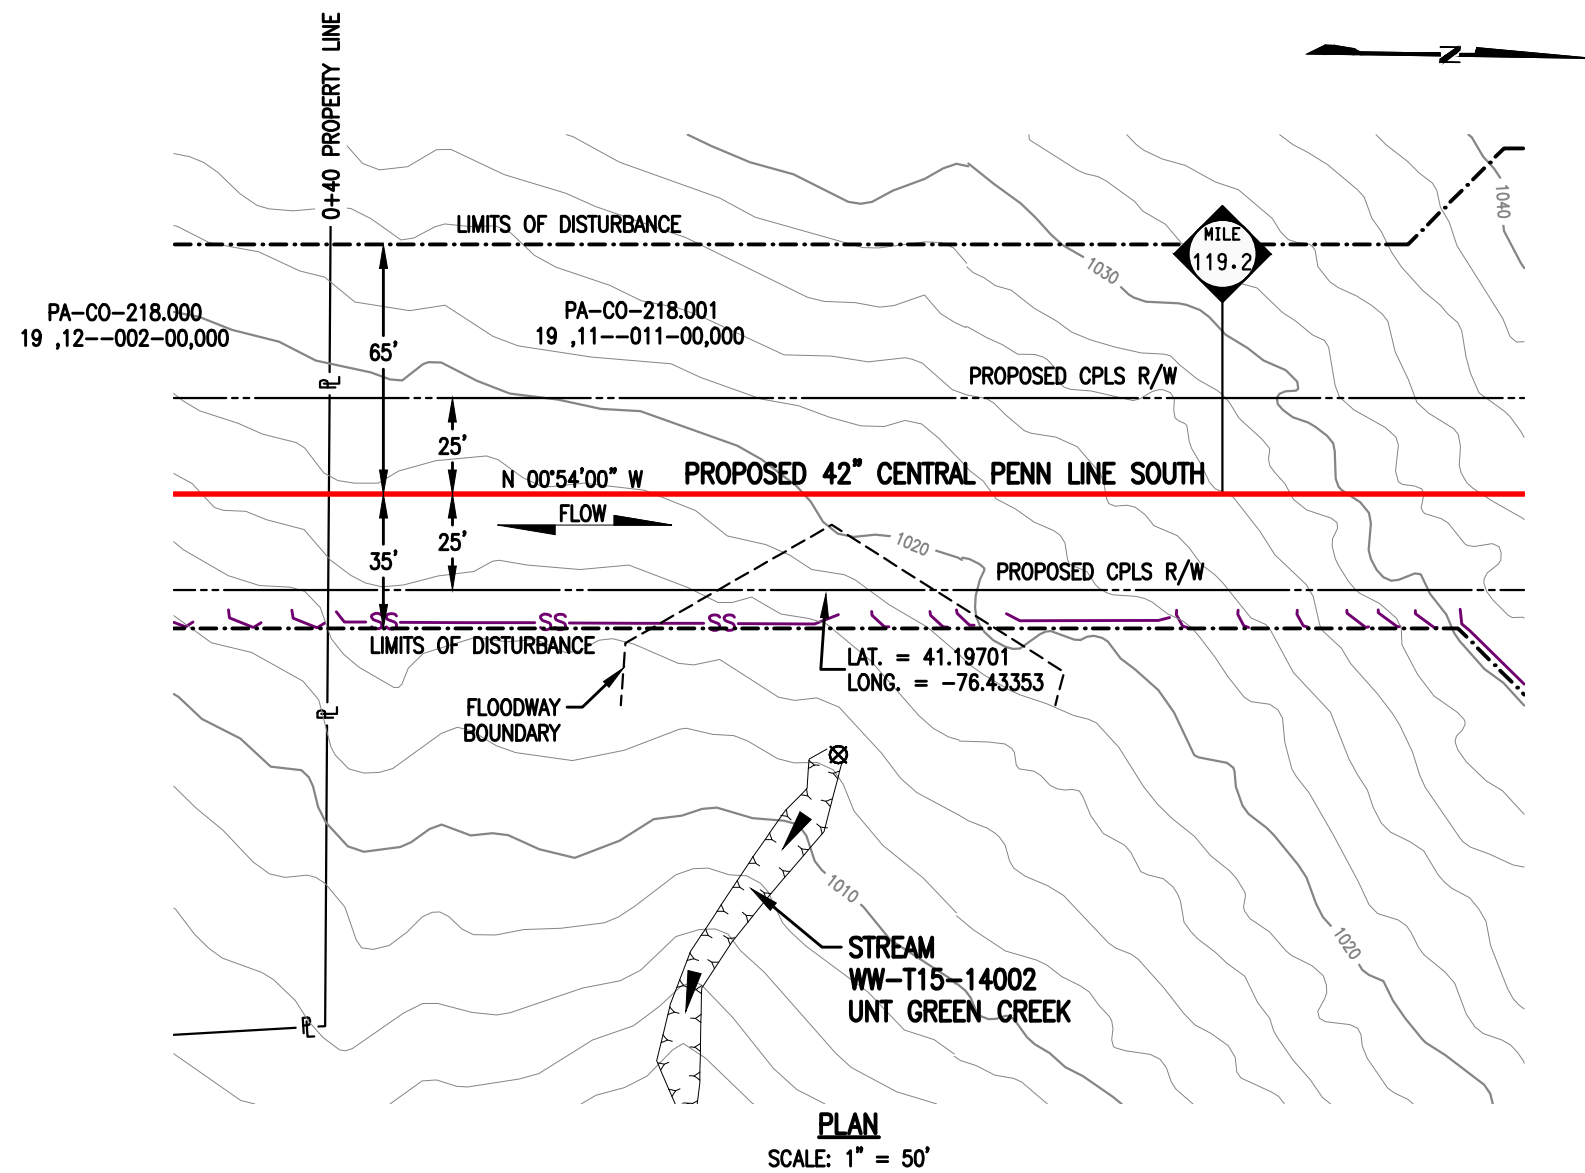 0+40 PROPERTY LINE
N
LIMITS OF DISTURBANCE
MILE
119.2
1040
1030
PA-CO-218.000
19 ,12--002-00,000
PA-CO-218.001
19 ,11--011-00,000
65'
PL
PROPOSED CPLS R/W
25'
N 00°54'00" W
PROPOSED 42" CENTRAL PENN LINE SOUTH
FLOW
35'
25'
1020
PROPOSED CPLS R/W
SS
SS
SS
LIMITS OF DISTURBANCE
LAT. = 41.19701
LONG. = -76.43353
PL
FLOODWAY
BOUNDARY
1010
STREAM
WW-T15-14002
UNT GREEN CREEK
1020
PL
PLAN
SCALE: 1" = 50'